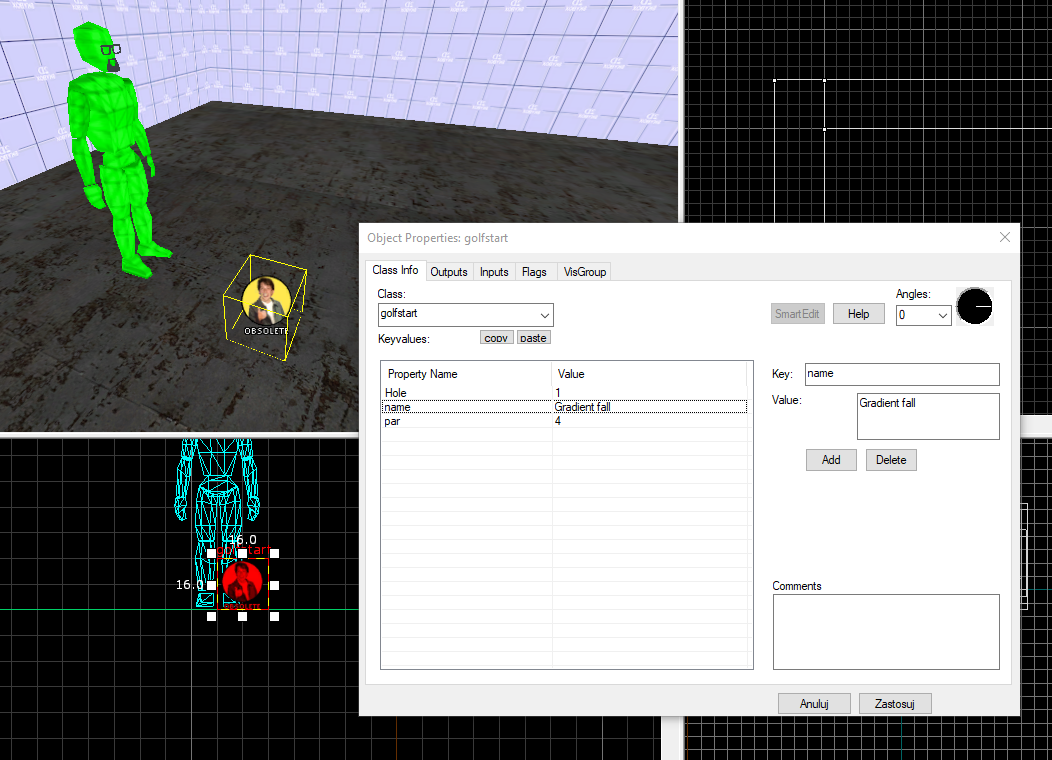 OBSOLETE
Object Properties: golfstart
Class Info Outputs Inputs Flags VisGroup
Class:
golfstart
SmartEdit Help
Angles:
0
Keyvalues: copy paste
Property Name Value
Hole 1
name Gradient fall
par 4
Key: name
Value: Gradient fall
Add Delete
Comments
Anuluj Zastosuj
16.0
16.0
OBSOLETE